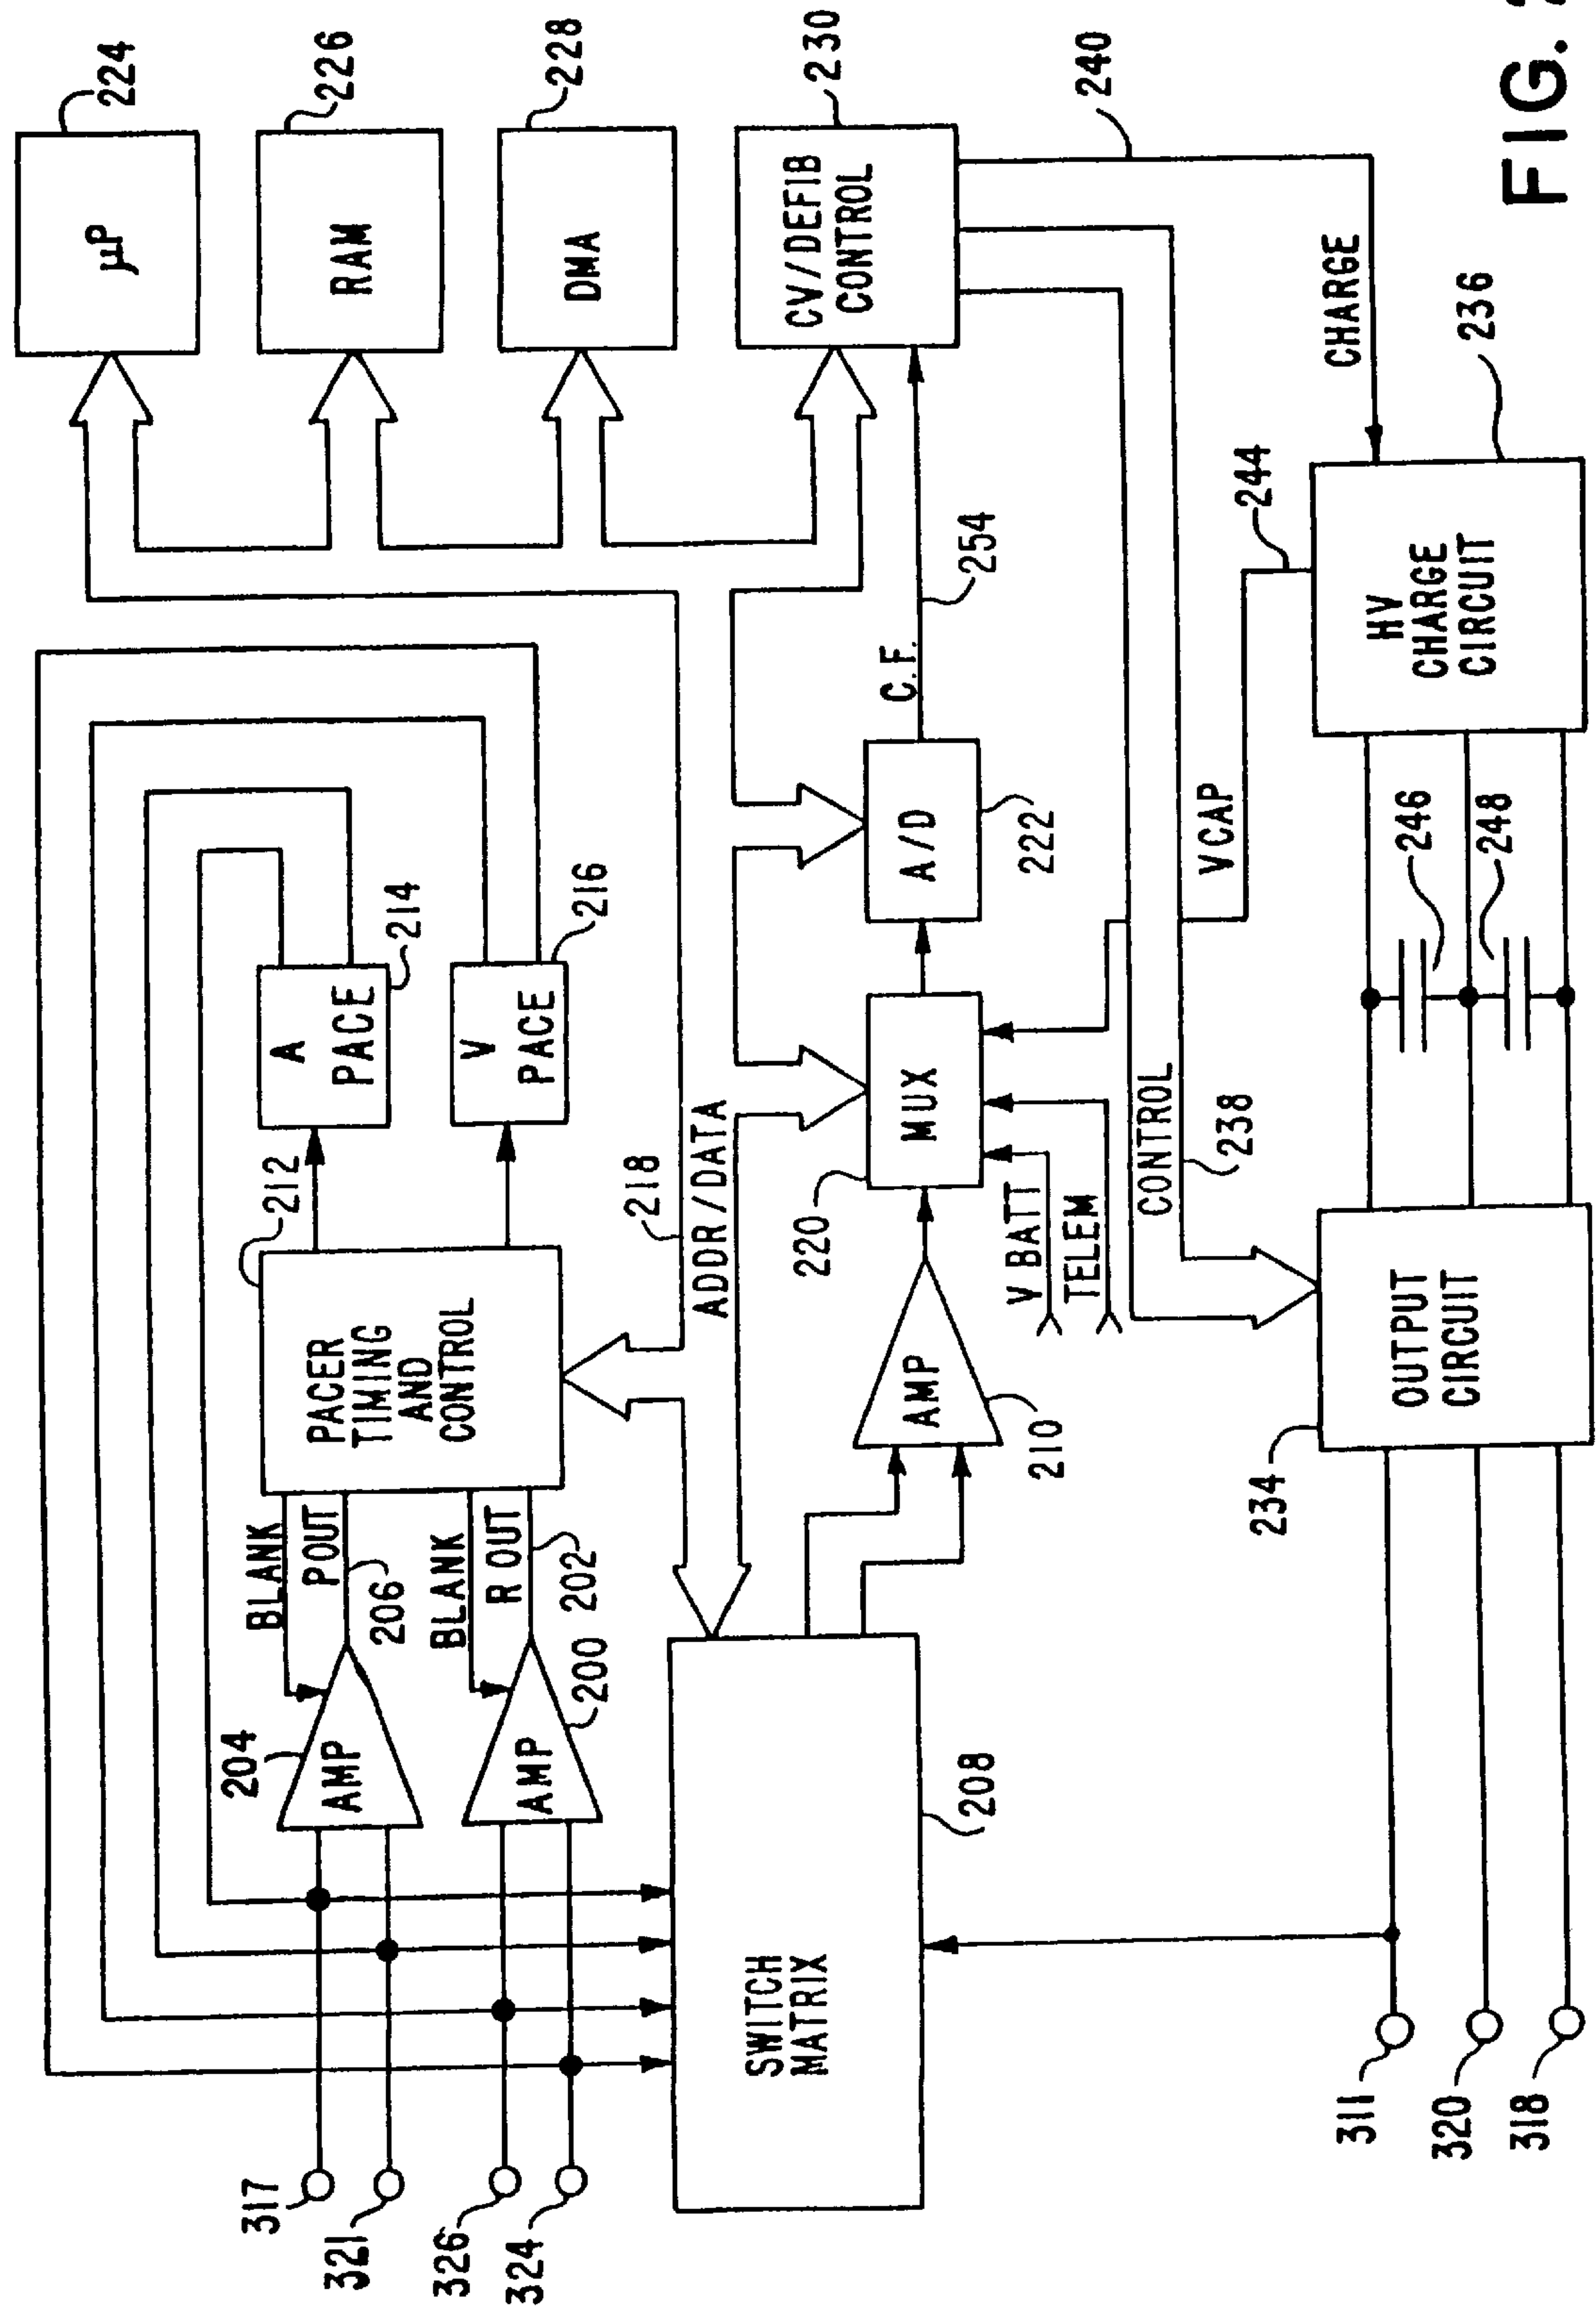 224
µP
226
RAM
228
DMA
230
CV/DEFIB
CONTROL
240
CHARGE
236
HV
CHARGE
CIRCUIT
244
VCAP
246
248
254
C.F.
A/D
222
MUX
220
V BATT
TELEM
CONTROL
238
A
PACE
214
V
PACE
216
212
PACER
TIMING
AND
CONTROL
218
ADDR/DATA
BLANK
POUT
206
BLANK
R OUT
202
204
AMP
AMP
200
AMP
210
OUTPUT
CIRCUIT
234
SWITCH
MATRIX
208
317
321
326
324
311
320
318
FIG.